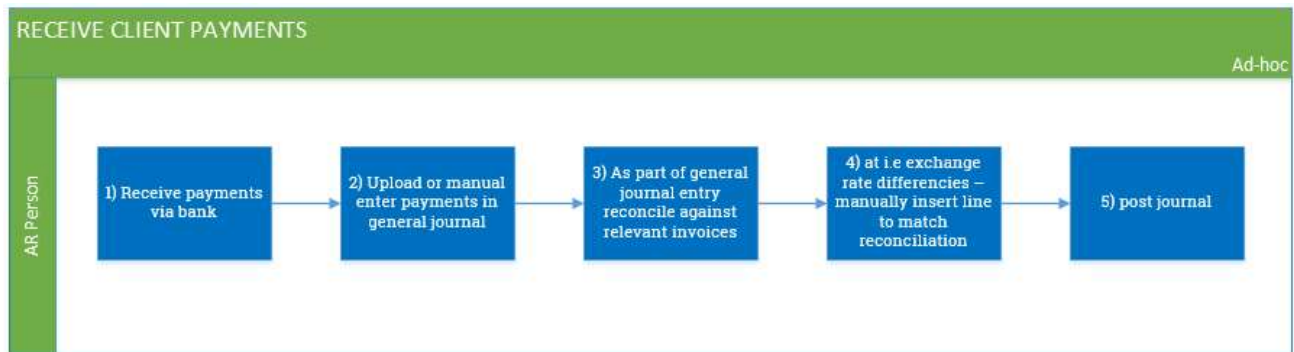 RECEIVE CLIENT PAYMENTS
Ad-hoc
AR Person
1) Receive payments
via bank
2) Upload or manual
enter payments in
general journal
3) As part of general
journal entry
reconcile against
relevant invoices
4) at i.e exchange
rate differencies –
manually insert line
to match
reconciliation
5) post journal